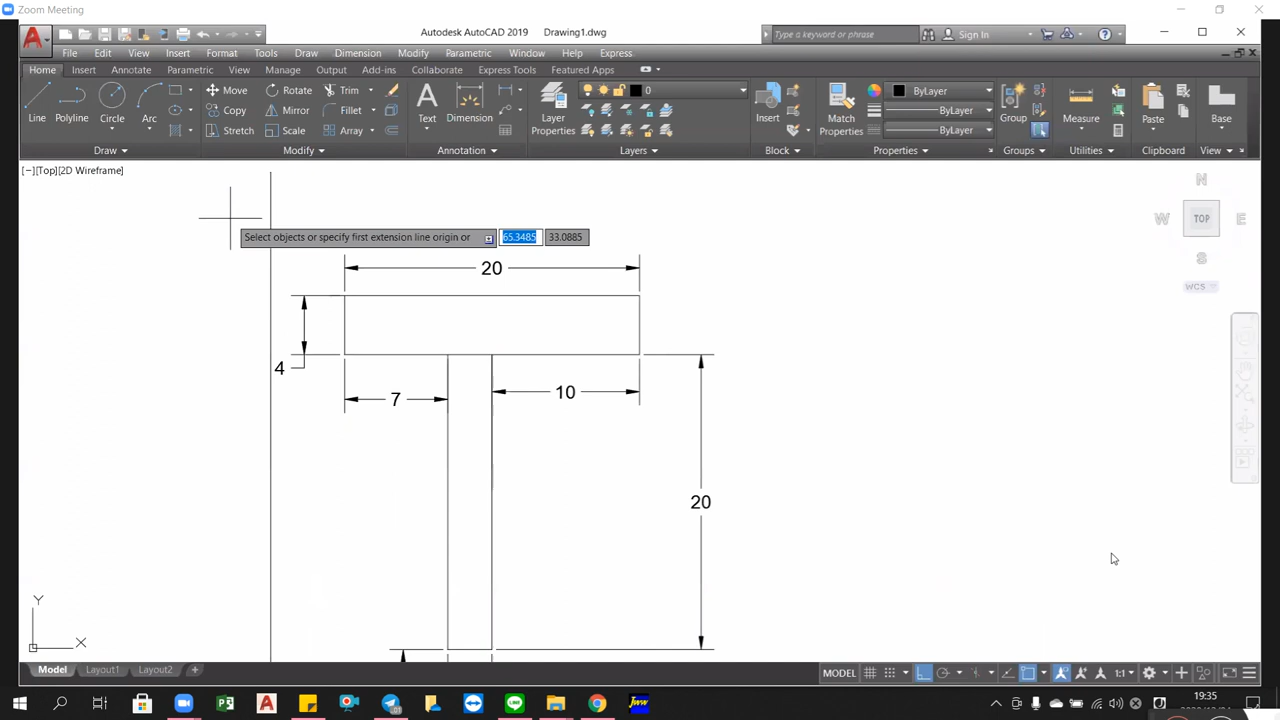 Zoom Meeting
Autodesk AutoCAD 2019 Drawing1.dwg
Type a keyword or phrase
Sign In
File Edit View Insert Format Tools Draw Dimension Modify Parametric Window Help Express
Home Insert Annotate Parametric View Manage Output Add-ins Collaborate Express Tools Featured Apps
Move Rotate Trim
0
ByLayer
Copy Mirror Fillet
ByLayer
Line Polyline Circle Arc
Text Dimension
Layer Properties
Insert
Match Properties
Group
Measure
Paste
Base
Stretch Scale Array
ByLayer
Draw Modify Annotation Layers Block Properties Groups Utilities Clipboard View
[−][Top][2D Wireframe]
N
W TOP E
S
WCS
Select objects or specify first extension line origin or 65.3485 33.0885
20
4
7
10
20
Y
X
Model Layout1 Layout2 +
MODEL
1:1
19:35